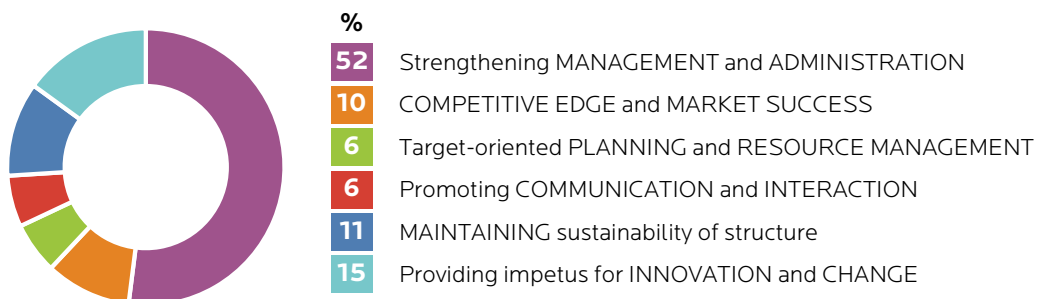 %
52 Strengthening MANAGEMENT and ADMINISTRATION
10 COMPETITIVE EDGE and MARKET SUCCESS
6 Target-oriented PLANNING and RESOURCE MANAGEMENT
6 Promoting COMMUNICATION and INTERACTION
11 MAINTAINING sustainability of structure
15 Providing impetus for INNOVATION and CHANGE